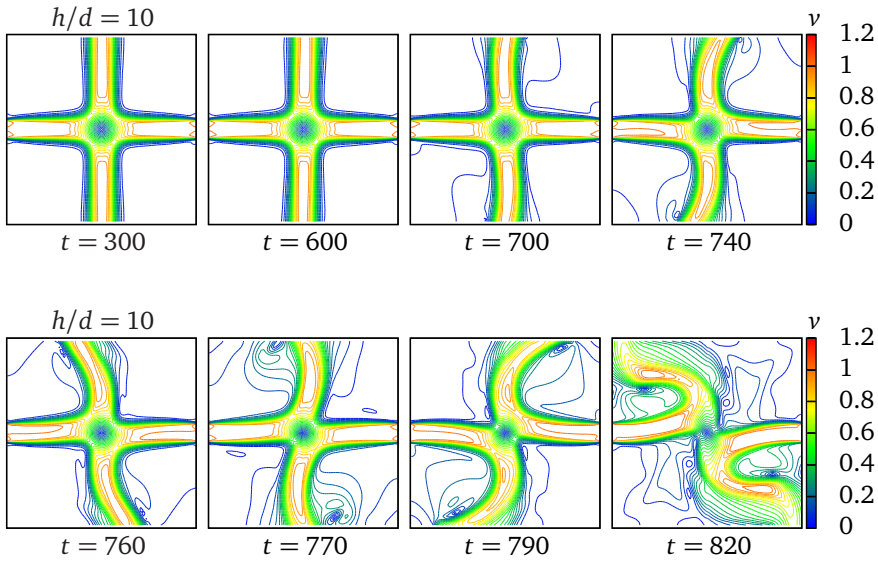 h/d = 10
v
1.2
1
0.8
0.6
0.4
0.2
0
t = 300
t = 600
t = 700
t = 740
h/d = 10
v
1.2
1
0.8
0.6
0.4
0.2
0
t = 760
t = 770
t = 790
t = 820